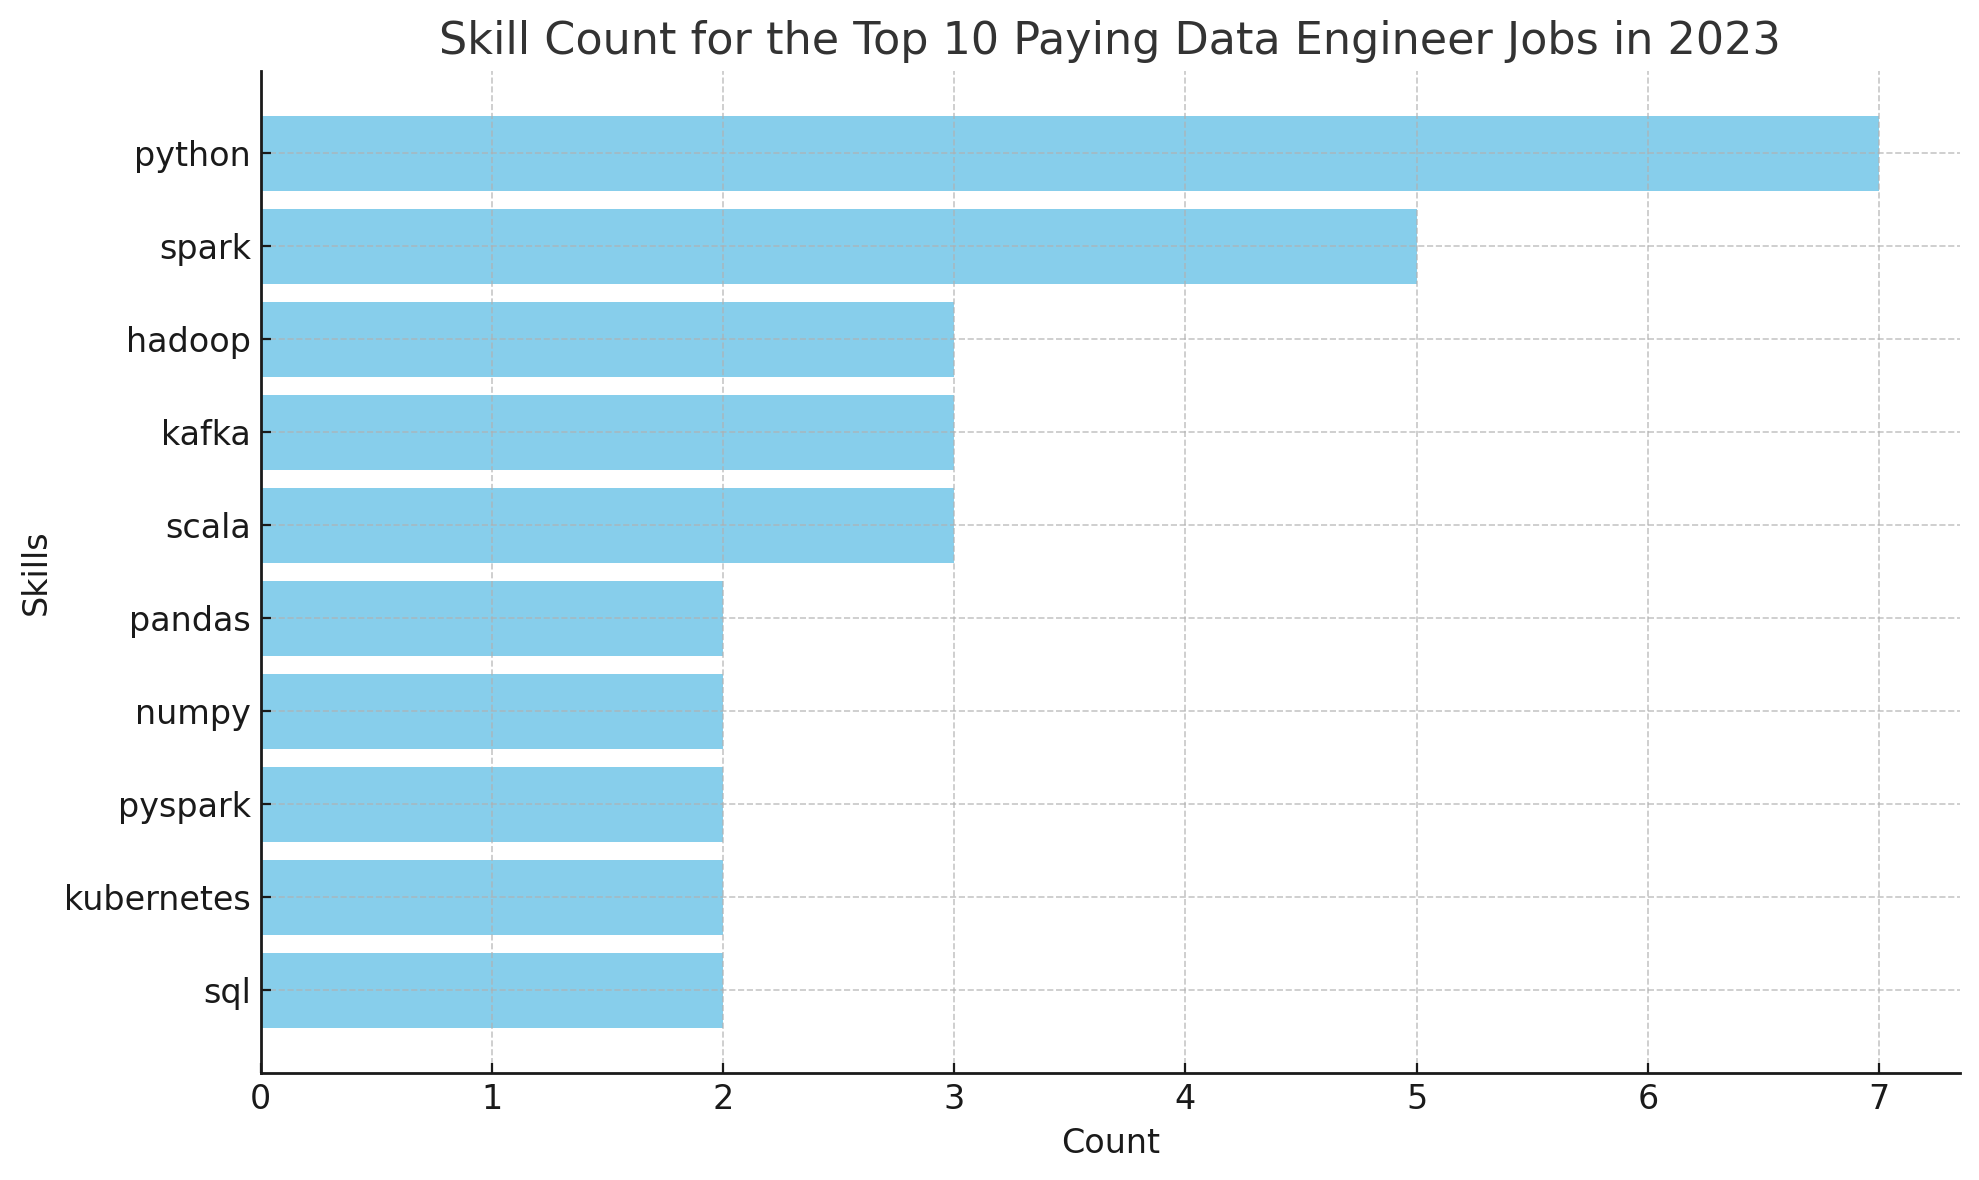 Skill Count for the Top 10 Paying Data Engineer Jobs in 2023
Skills
python
spark
hadoop
kafka
scala
pandas
numpy
pyspark
kubernetes
sql
0 1 2 3 4 5 6 7
Count